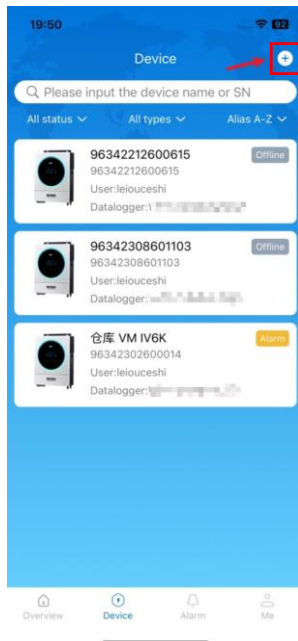 19:50
92
Device
Please input the device name or SN
All status
All types
Alias A-Z
96342212600615
Offline
96342212600615
User:leiouceshi
Datalogger:\
96342308601103
Offline
96342308601103
User:leiouceshi
Datalogger:
仓库 VM IV6K
Alarm
96342302600014
User:leiouceshi
Datalogger:
Overview
Device
Alarm
Me